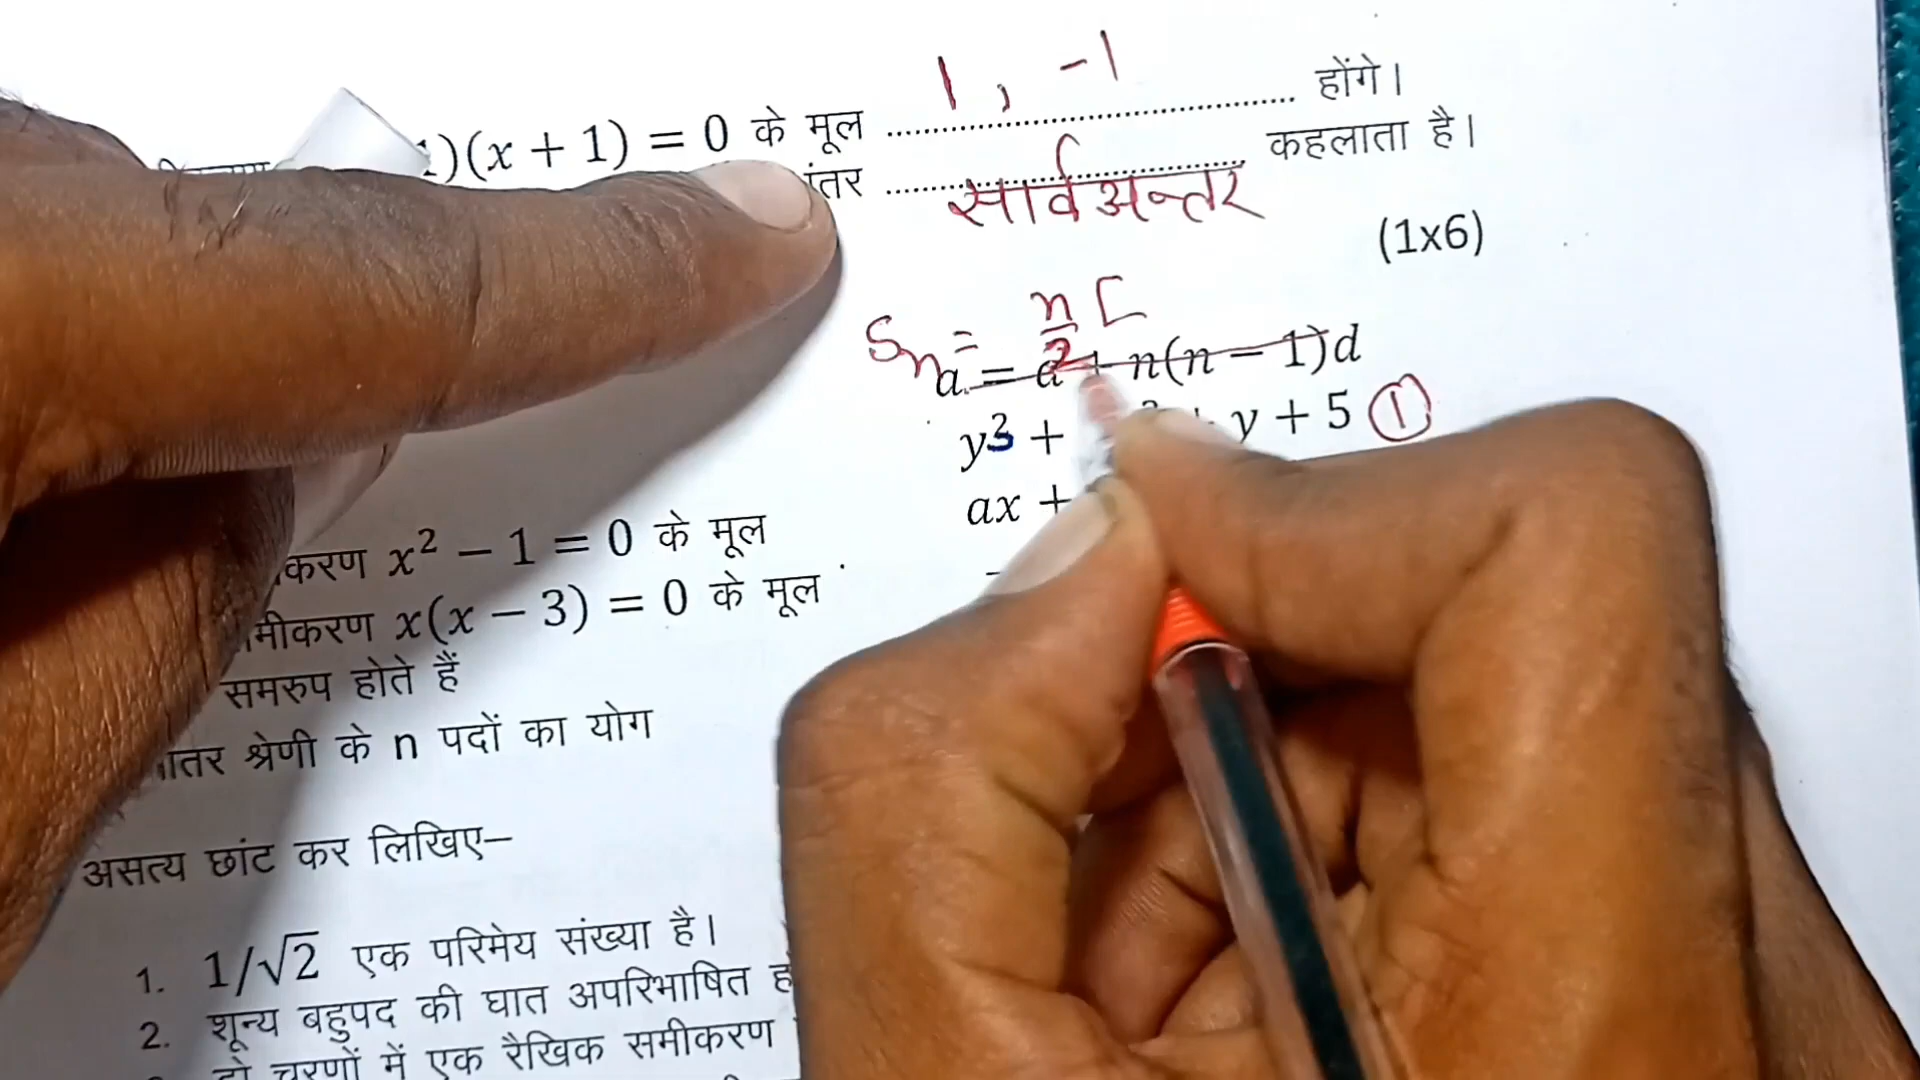 1 , -1
)(x + 1) = 0 के मूल ........................ होंगे।
ांतर ........................ कहलाता है।
सार्वअन्तर
(1x6)
Sn = n/2 [
a = a + n(n − 1)d
y³ + y + 5 ①
ax +
करण x² − 1 = 0 के मूल
मीकरण x(x − 3) = 0 के मूल
समरुप होते हैं
ांतर श्रेणी के n पदों का योग
असत्य छांट कर लिखिए–
1. 1/√2 एक परिमेय संख्या है।
2. शून्य बहुपद की घात अपरिभाषित
चरणों में एक रैखिक समीकरण